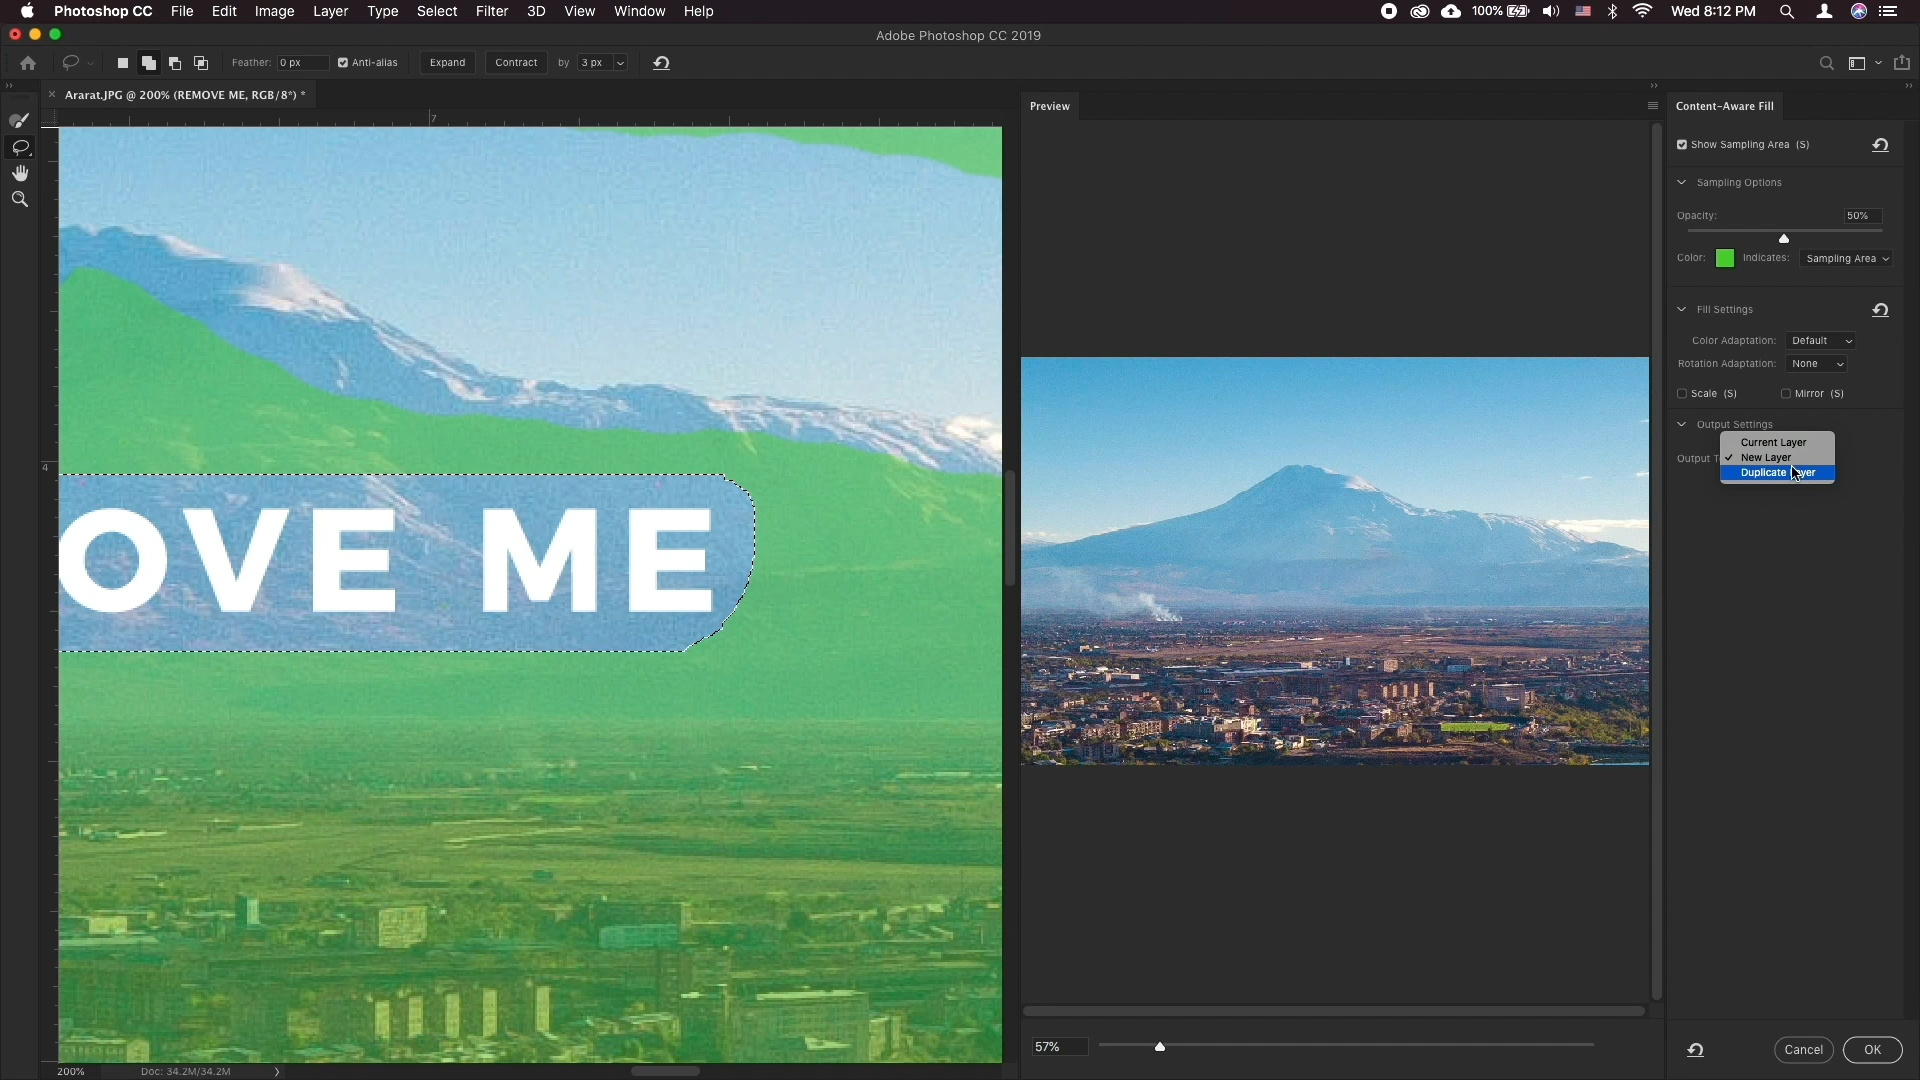 Photoshop CC File Edit Image Layer Type Select Filter 3D View Window Help 100% Wed 8:12 PM
Adobe Photoshop CC 2019
Feather: 0 px Anti-alias Expand Contract by 3 px
Ararat.JPG @ 200% (REMOVE ME, RGB/8*) *
7
4
OVE ME
200% Doc: 34.2M/34.2M
Preview
57%
Content-Aware Fill
Show Sampling Area (S)
Sampling Options
Opacity: 50%
Color: Indicates: Sampling Area
Fill Settings
Color Adaptation: Default
Rotation Adaptation: None
Scale (S) Mirror (S)
Output Settings
Current Layer
Output T New Layer
Duplicate Layer
Cancel OK